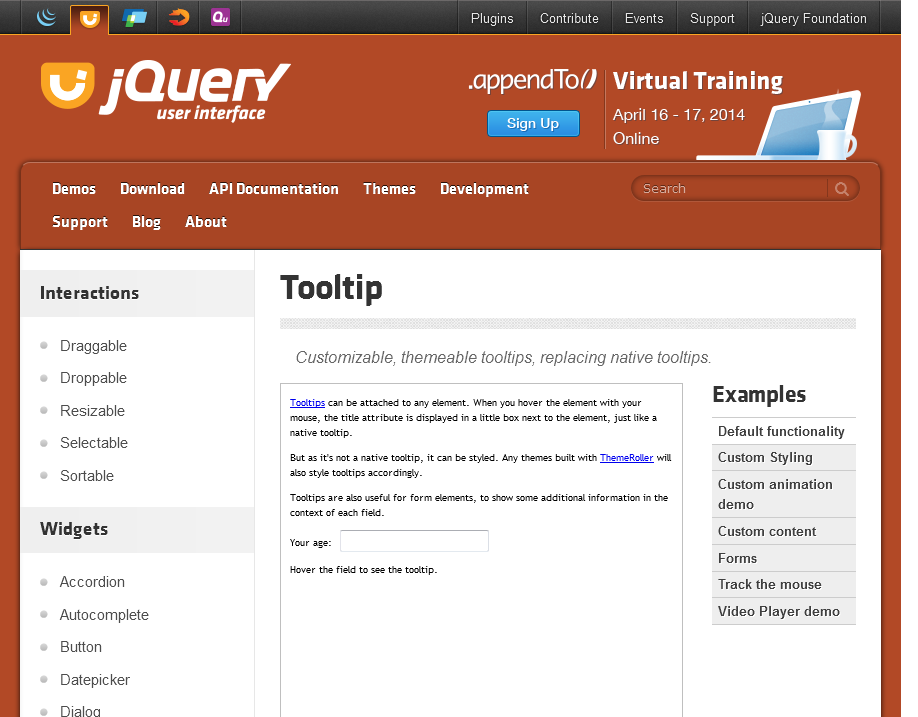 Qu
Plugins
Contribute
Events
Support
jQuery Foundation
jQuery
user interface
.appendTo()
Sign Up
Virtual Training
April 16 - 17, 2014
Online
Demos
Download
API Documentation
Themes
Development
Support
Blog
About
Search
Interactions
Draggable
Droppable
Resizable
Selectable
Sortable
Widgets
Accordion
Autocomplete
Button
Datepicker
Dialog
Tooltip
Customizable, themeable tooltips, replacing native tooltips.
Tooltips can be attached to any element. When you hover the element with your
mouse, the title attribute is displayed in a little box next to the element, just like a
native tooltip.
But as it's not a native tooltip, it can be styled. Any themes built with ThemeRoller will
also style tooltips accordingly.
Tooltips are also useful for form elements, to show some additional information in the
context of each field.
Your age:
Hover the field to see the tooltip.
Examples
Default functionality
Custom Styling
Custom animation
demo
Custom content
Forms
Track the mouse
Video Player demo